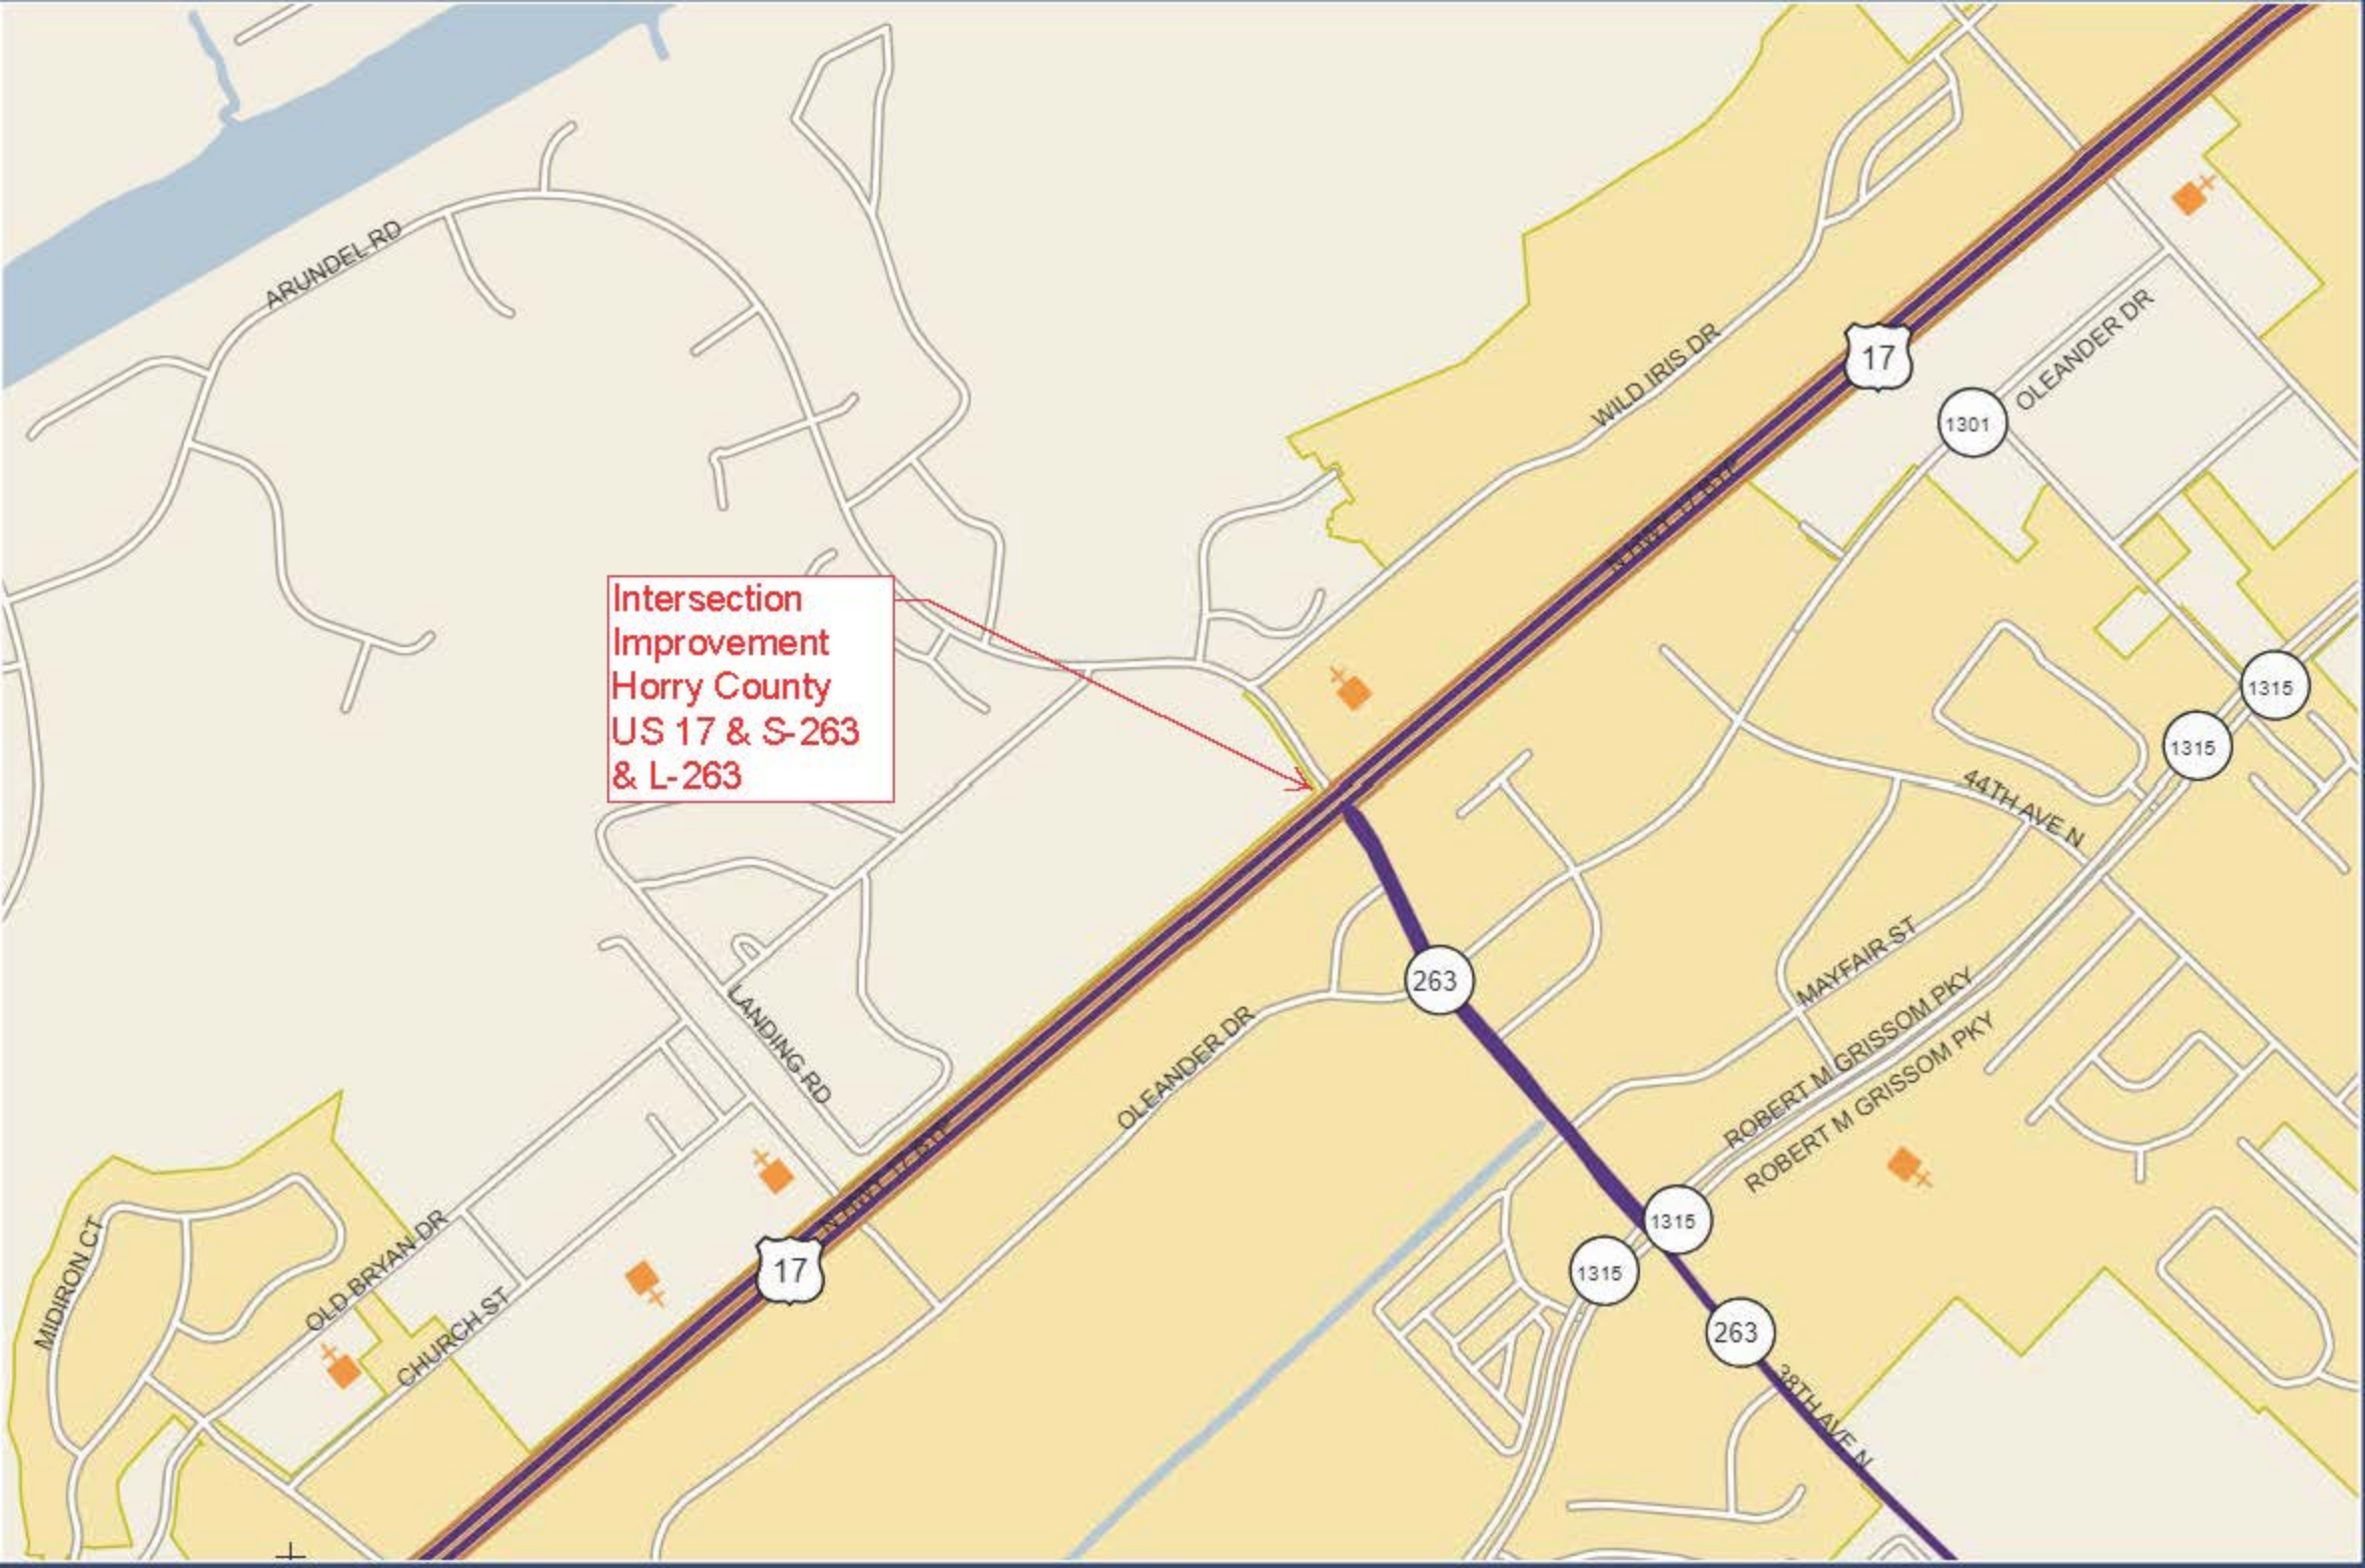 ARUNDEL RD
WILD IRIS DR
17
OLEANDER DR
1301
Intersection
Improvement
Horry County
US 17 & S-263
& L-263
1315
1315
44TH AVE N
MAYFAIR ST
263
LANDING RD
OLEANDER DR
ROBERT M GRISSOM PKY
ROBERT M GRISSOM PKY
1315
1315
17
263
MIDIRON CT
OLD BRYAN DR
CHURCH ST
38TH AVE N